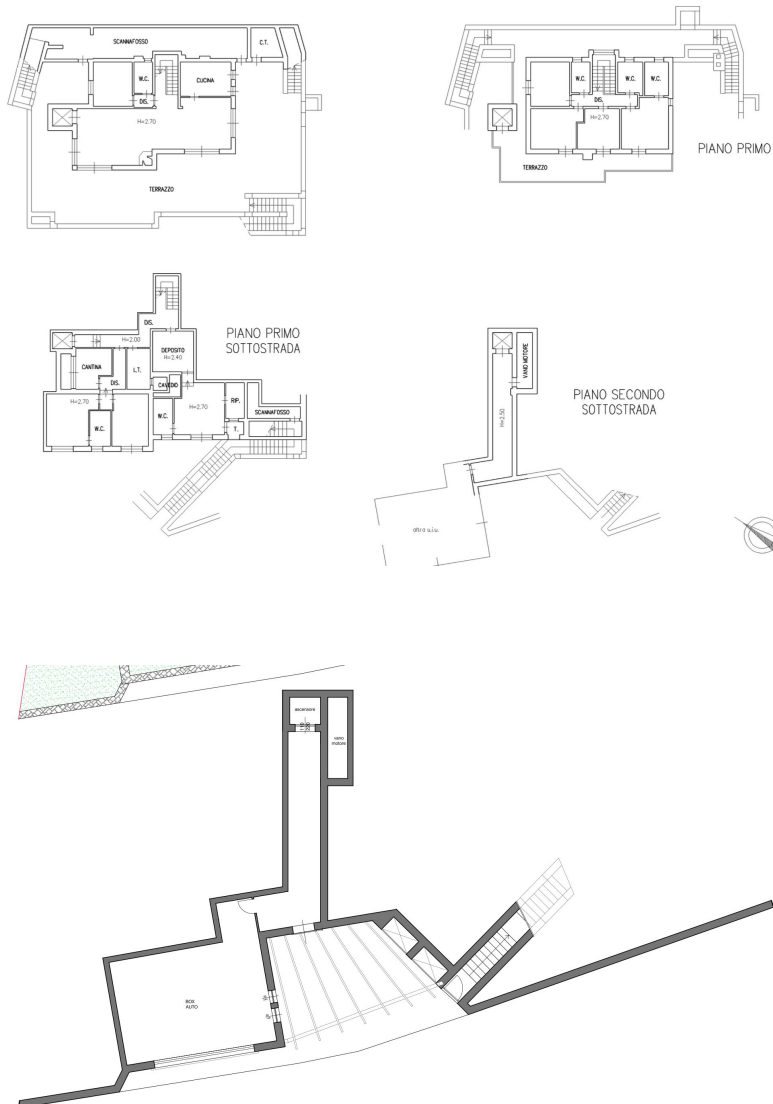 SCANNAFOSSO
C.T.
W.C.
CUCINA
DIS.
H=2.70
TERRAZZO
W.C.
W.C.
W.C.
DIS.
H=2.70
TERRAZZO
PIANO PRIMO
DIS.
H=2.00
DEPOSITO
H=2.40
CANTINA
DIS.
L.T.
CAVEDIO
H=2.70
W.C.
W.C.
H=2.70
RIP.
T.
SCANNAFOSSO
PIANO PRIMO
SOTTOSTRADA
VANO MOTORE
H=2.50
altra u.i.u.
PIANO SECONDO
SOTTOSTRADA
ascensore
vano
motore
BOX
AUTO